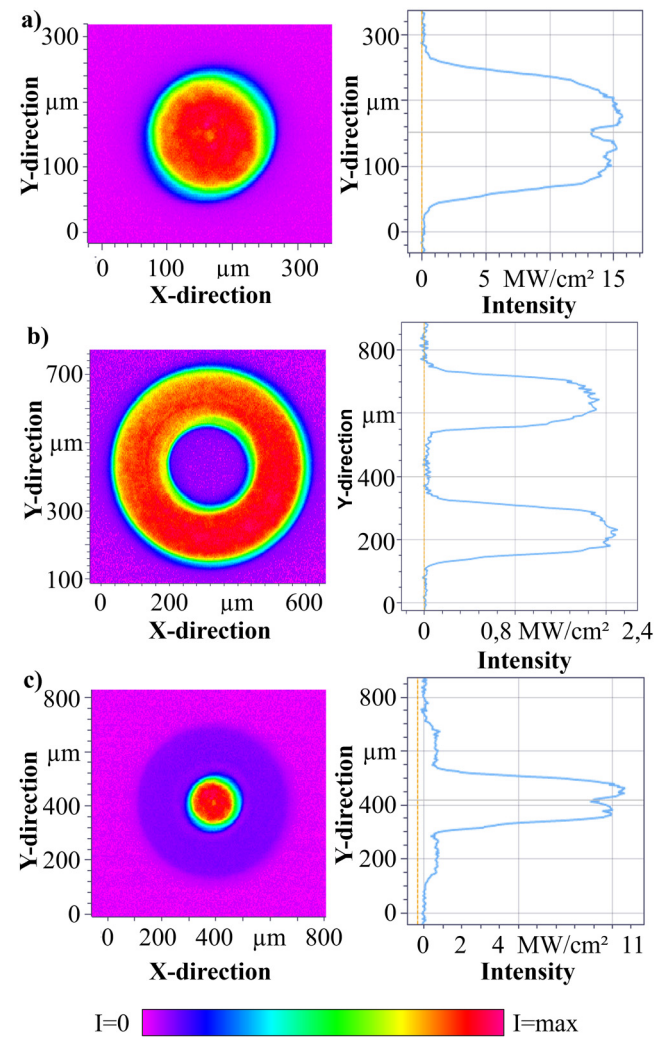 a)
300
μm
100
0
Y-direction
0 100 μm 300
X-direction
300
μm
100
0
Y-direction
0 5 MW/cm² 15
Intensity
b)
700
μm
300
100
Y-direction
0 200 μm 600
X-direction
800
μm
400
200
0
Y-direction
0 0,8 MW/cm² 2,4
Intensity
c)
800
μm
400
200
0
Y-direction
0 200 400 μm 800
X-direction
800
μm
400
200
0
Y-direction
0 2 4 MW/cm² 11
Intensity
I=0 I=max